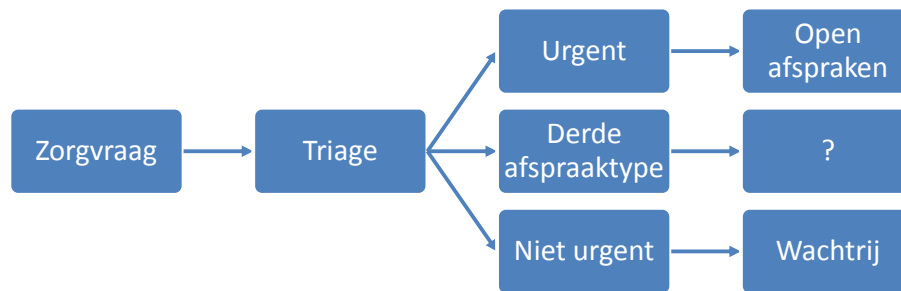 Zorgvraag
Triage
Urgent
Open
afspraken
Derde
afspraaktype
?
Niet urgent
Wachtrij